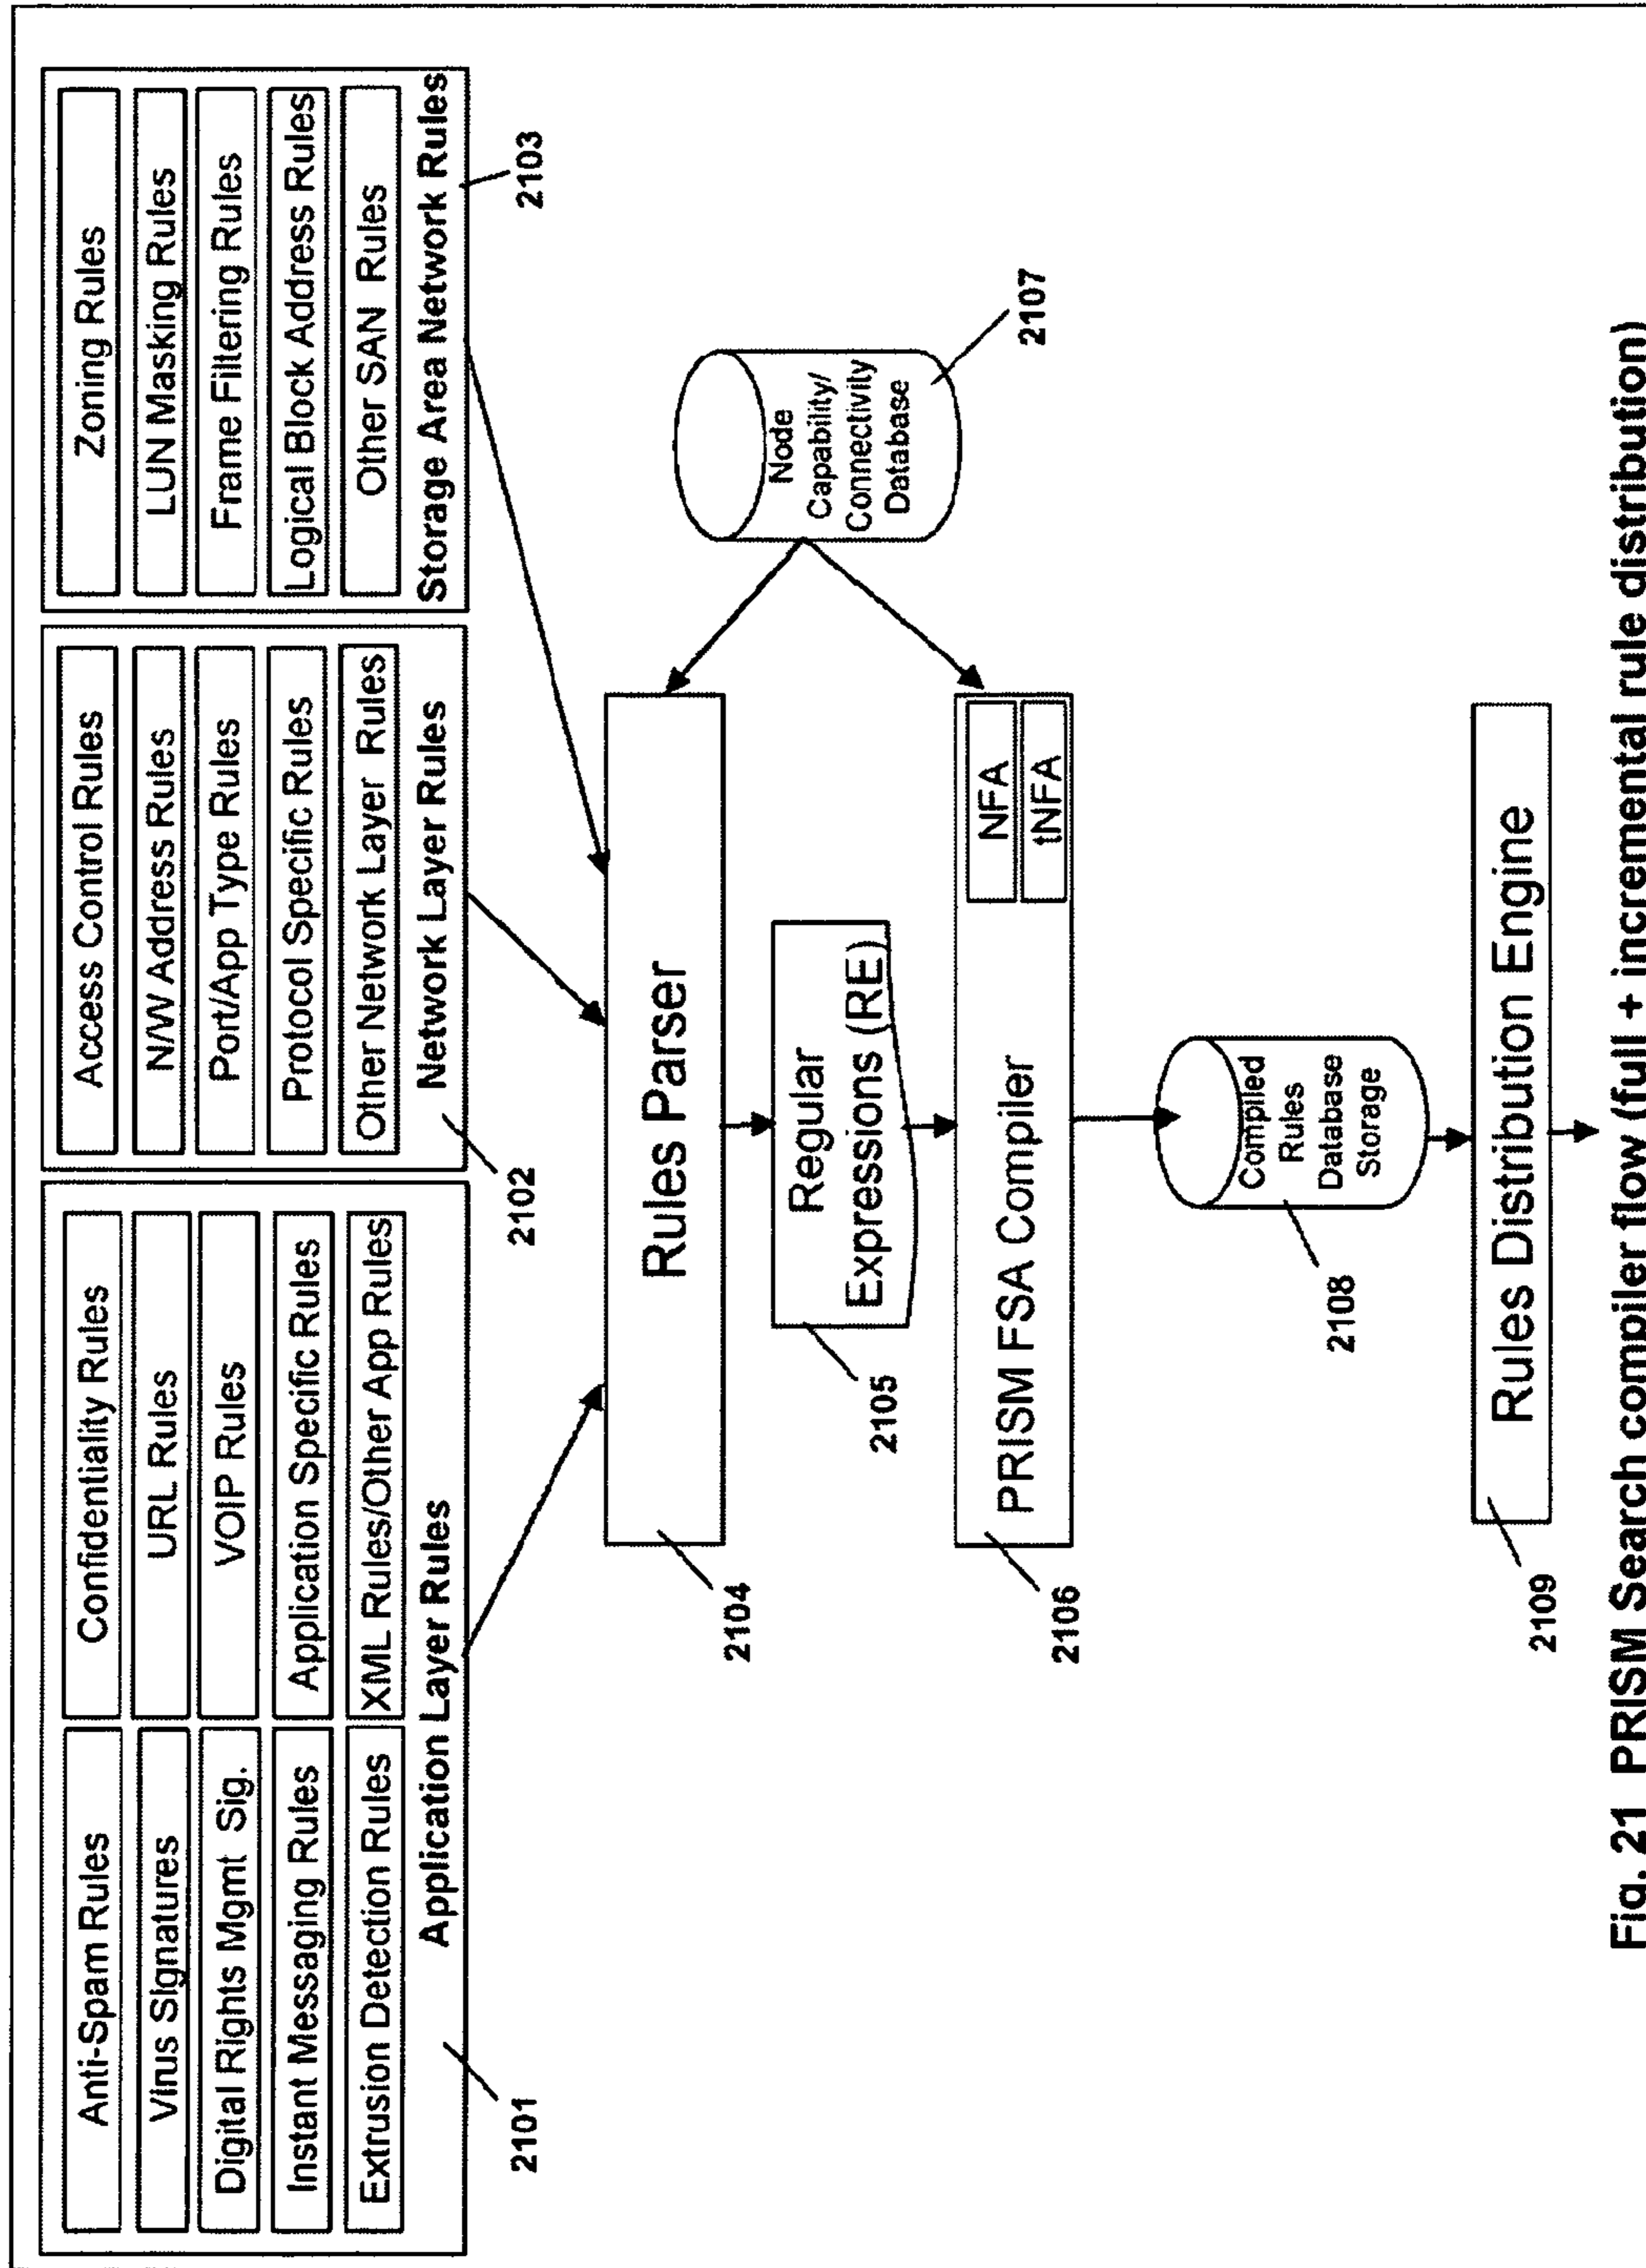 Anti-Spam Rules
Virus Signatures
Digital Rights Mgmt Sig.
Instant Messaging Rules
Extrusion Detection Rules
Confidentiality Rules
URL Rules
VOIP Rules
Application Specific Rules
XML Rules/Other App Rules
Application Layer Rules
2101
Access Control Rules
N/W Address Rules
Port/App Type Rules
Protocol Specific Rules
Other Network Layer Rules
Network Layer Rules
2102
Zoning Rules
LUN Masking Rules
Frame Filtering Rules
Logical Block Address Rules
Other SAN Rules
Storage Area Network Rules
2103
Rules Parser
2104
Regular
Expressions (RE)
2105
Node
Capability/
Connectivity
Database
2107
PRISM FSA Compiler
NFA
tNFA
2106
Compiled
Rules
Database
Storage
2108
Rules Distribution Engine
2109
Fig. 21 PRISM Search compiler flow (full + incremental rule distribution)